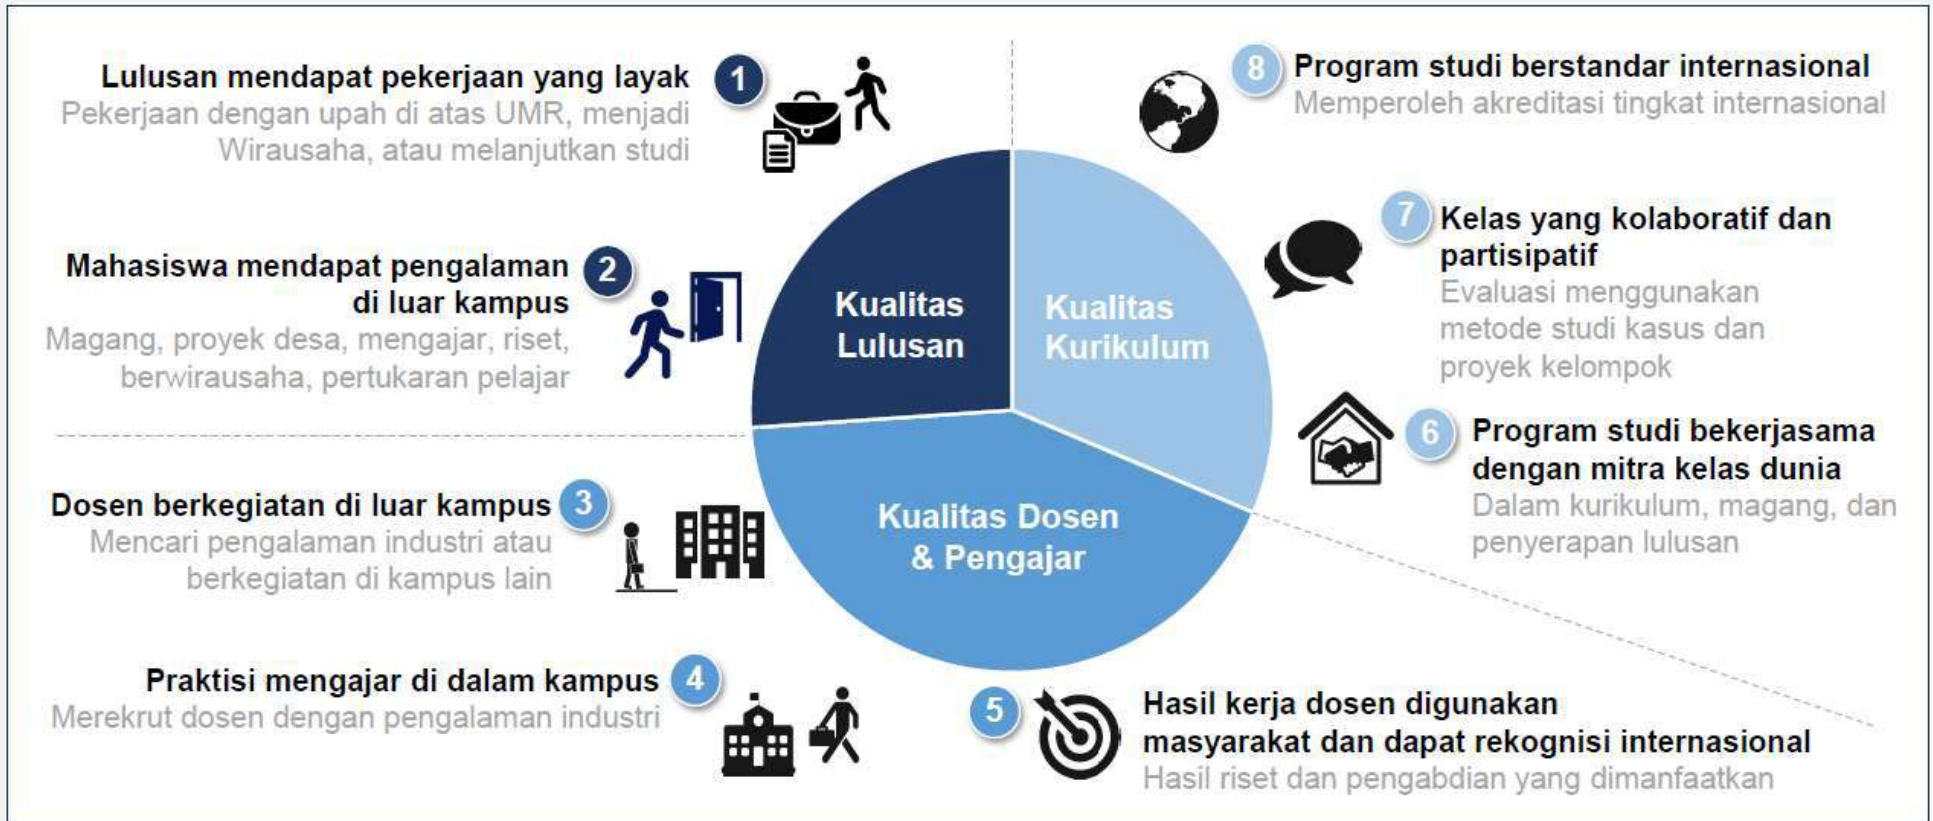 1
Lulusan mendapat pekerjaan yang layak
Pekerjaan dengan upah di atas UMR, menjadi
Wirausaha, atau melanjutkan studi
2
Mahasiswa mendapat pengalaman
di luar kampus
Magang, proyek desa, mengajar, riset,
berwirausaha, pertukaran pelajar
3
Dosen berkegiatan di luar kampus
Mencari pengalaman industri atau
berkegiatan di kampus lain
4
Praktisi mengajar di dalam kampus
Merekrut dosen dengan pengalaman industri
Kualitas
Lulusan
Kualitas
Kurikulum
Kualitas Dosen
& Pengajar
5
Hasil kerja dosen digunakan
masyarakat dan dapat rekognisi internasional
Hasil riset dan pengabdian yang dimanfaatkan
6
Program studi bekerjasama
dengan mitra kelas dunia
Dalam kurikulum, magang, dan
penyerapan lulusan
7
Kelas yang kolaboratif dan
partisipatif
Evaluasi menggunakan
metode studi kasus dan
proyek kelompok
8
Program studi berstandar internasional
Memperoleh akreditasi tingkat internasional